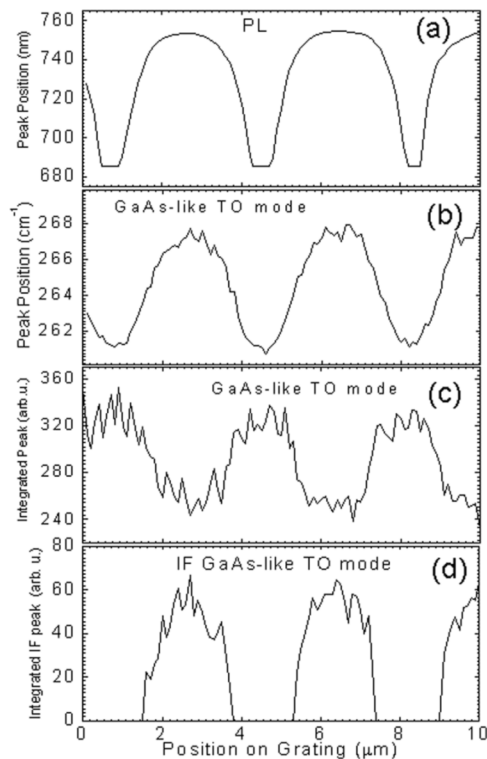 PL
(a)
Peak Position (nm)
760
740
720
700
680
GaAs-like TO mode
(b)
Peak Position (cm-1)
268
266
264
262
GaAs-like TO mode
(c)
Integrated Peak (arb.u.)
360
320
280
240
IF GaAs-like TO mode
(d)
Integrated IF peak (arb. u.)
80
60
40
20
0
0 2 4 6 8 10
Position on Grating (μm)